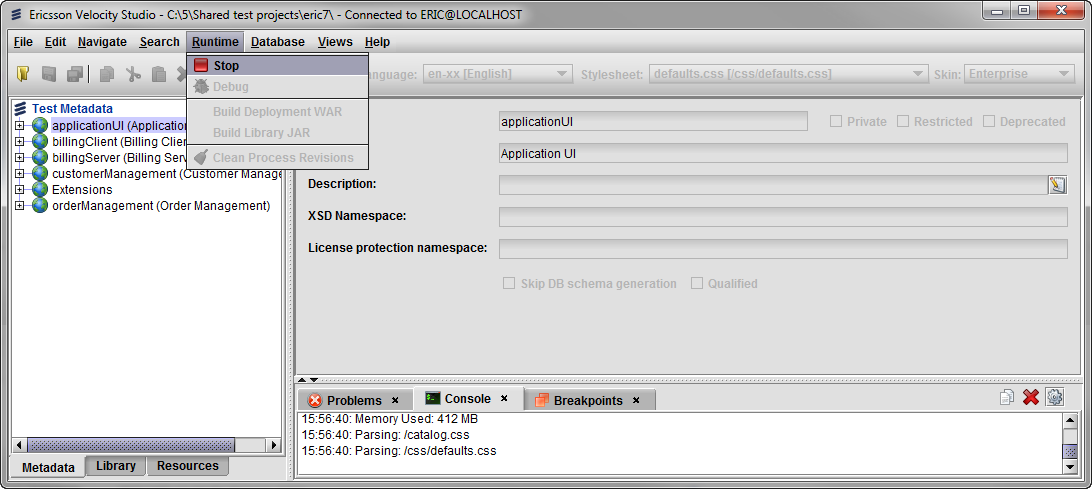 Ericsson Velocity Studio - C:\5\Shared test projects\eric7\ - Connected to ERIC@LOCALHOST
File Edit Navigate Search Runtime Database Views Help
Stop
Debug
Build Deployment WAR
Build Library JAR
Clean Process Revisions
anguage: en-xx [English] Stylesheet: defaults.css [/css/defaults.css] Skin: Enterprise
Test Metadata
applicationUI (Application
billingClient (Billing Clien
billingServer (Billing Serv
customerManagement (Customer Manage
Extensions
orderManagement (Order Management)
applicationUI Private Restricted Deprecated
Application UI
Description:
XSD Namespace:
License protection namespace:
Skip DB schema generation Qualified
Problems Console Breakpoints
15:56:40: Memory Used: 412 MB
15:56:40: Parsing: /catalog.css
15:56:40: Parsing: /css/defaults.css
Metadata Library Resources